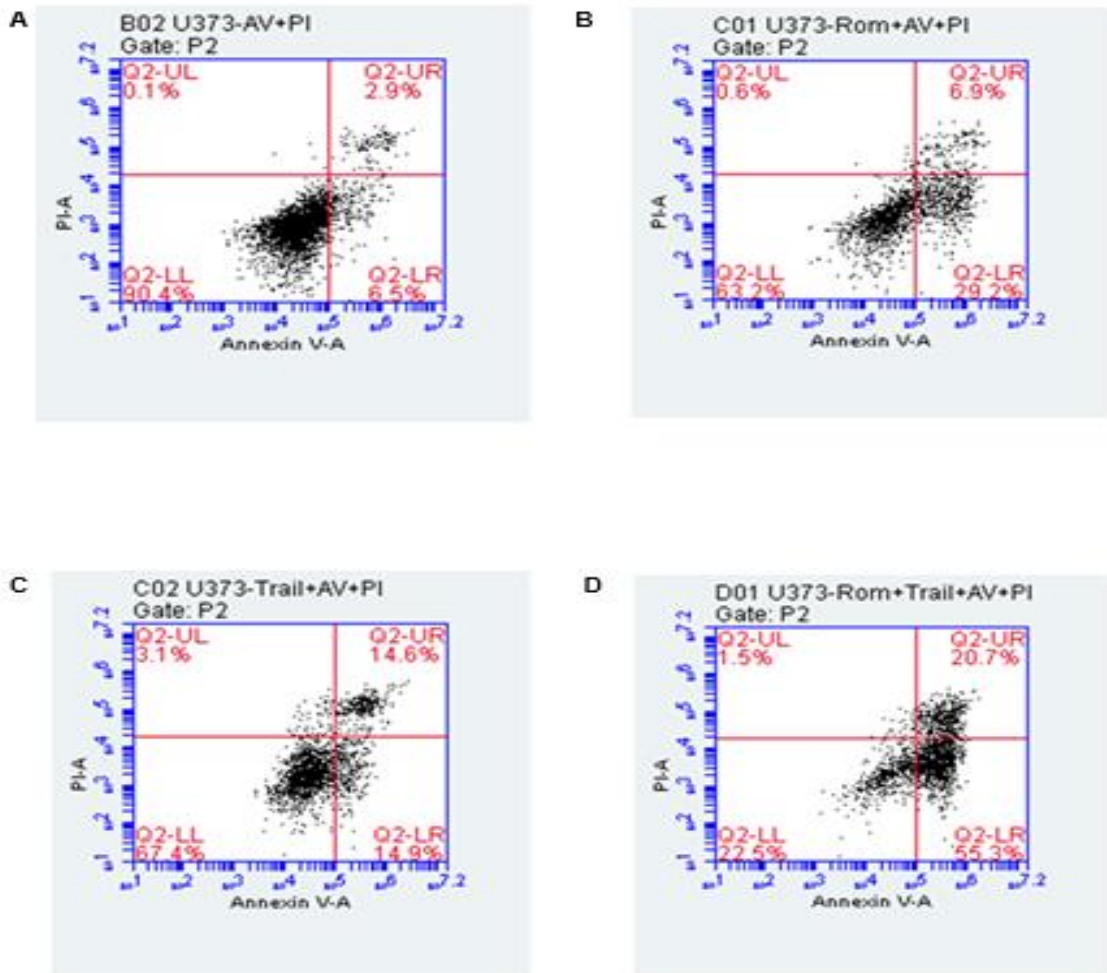 A
B02 U373-AV+PI
Gate: P2
Q2-UL Q2-UR
0.1% 2.9%
Q2-LL Q2-LR
90.4% 6.5%
PI-A
Annexin V-A
B
C01 U373-Rom+AV+PI
Gate: P2
Q2-UL Q2-UR
0.6% 6.9%
Q2-LL Q2-LR
63.2% 29.2%
PI-A
Annexin V-A
C
C02 U373-Trail+AV+PI
Gate: P2
Q2-UL Q2-UR
3.1% 14.6%
Q2-LL Q2-LR
67.4% 14.9%
PI-A
Annexin V-A
D
D01 U373-Rom+Trail+AV+PI
Gate: P2
Q2-UL Q2-UR
1.5% 20.7%
Q2-LL Q2-LR
22.5% 55.3%
PI-A
Annexin V-A